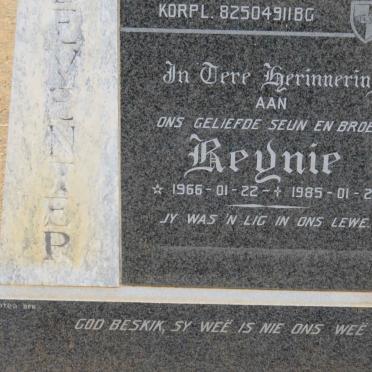 KORPL. 82504911BG
In Tere Herinnering
AAN
ONS GELIEFDE SEUN EN BROE
Reynie
☆ 1966-01-22-✝ 1985-01-2
JY WAS 'N LIG IN ONS LEWE.
GOD BESKIK, SY WEË IS NIE ONS WEË